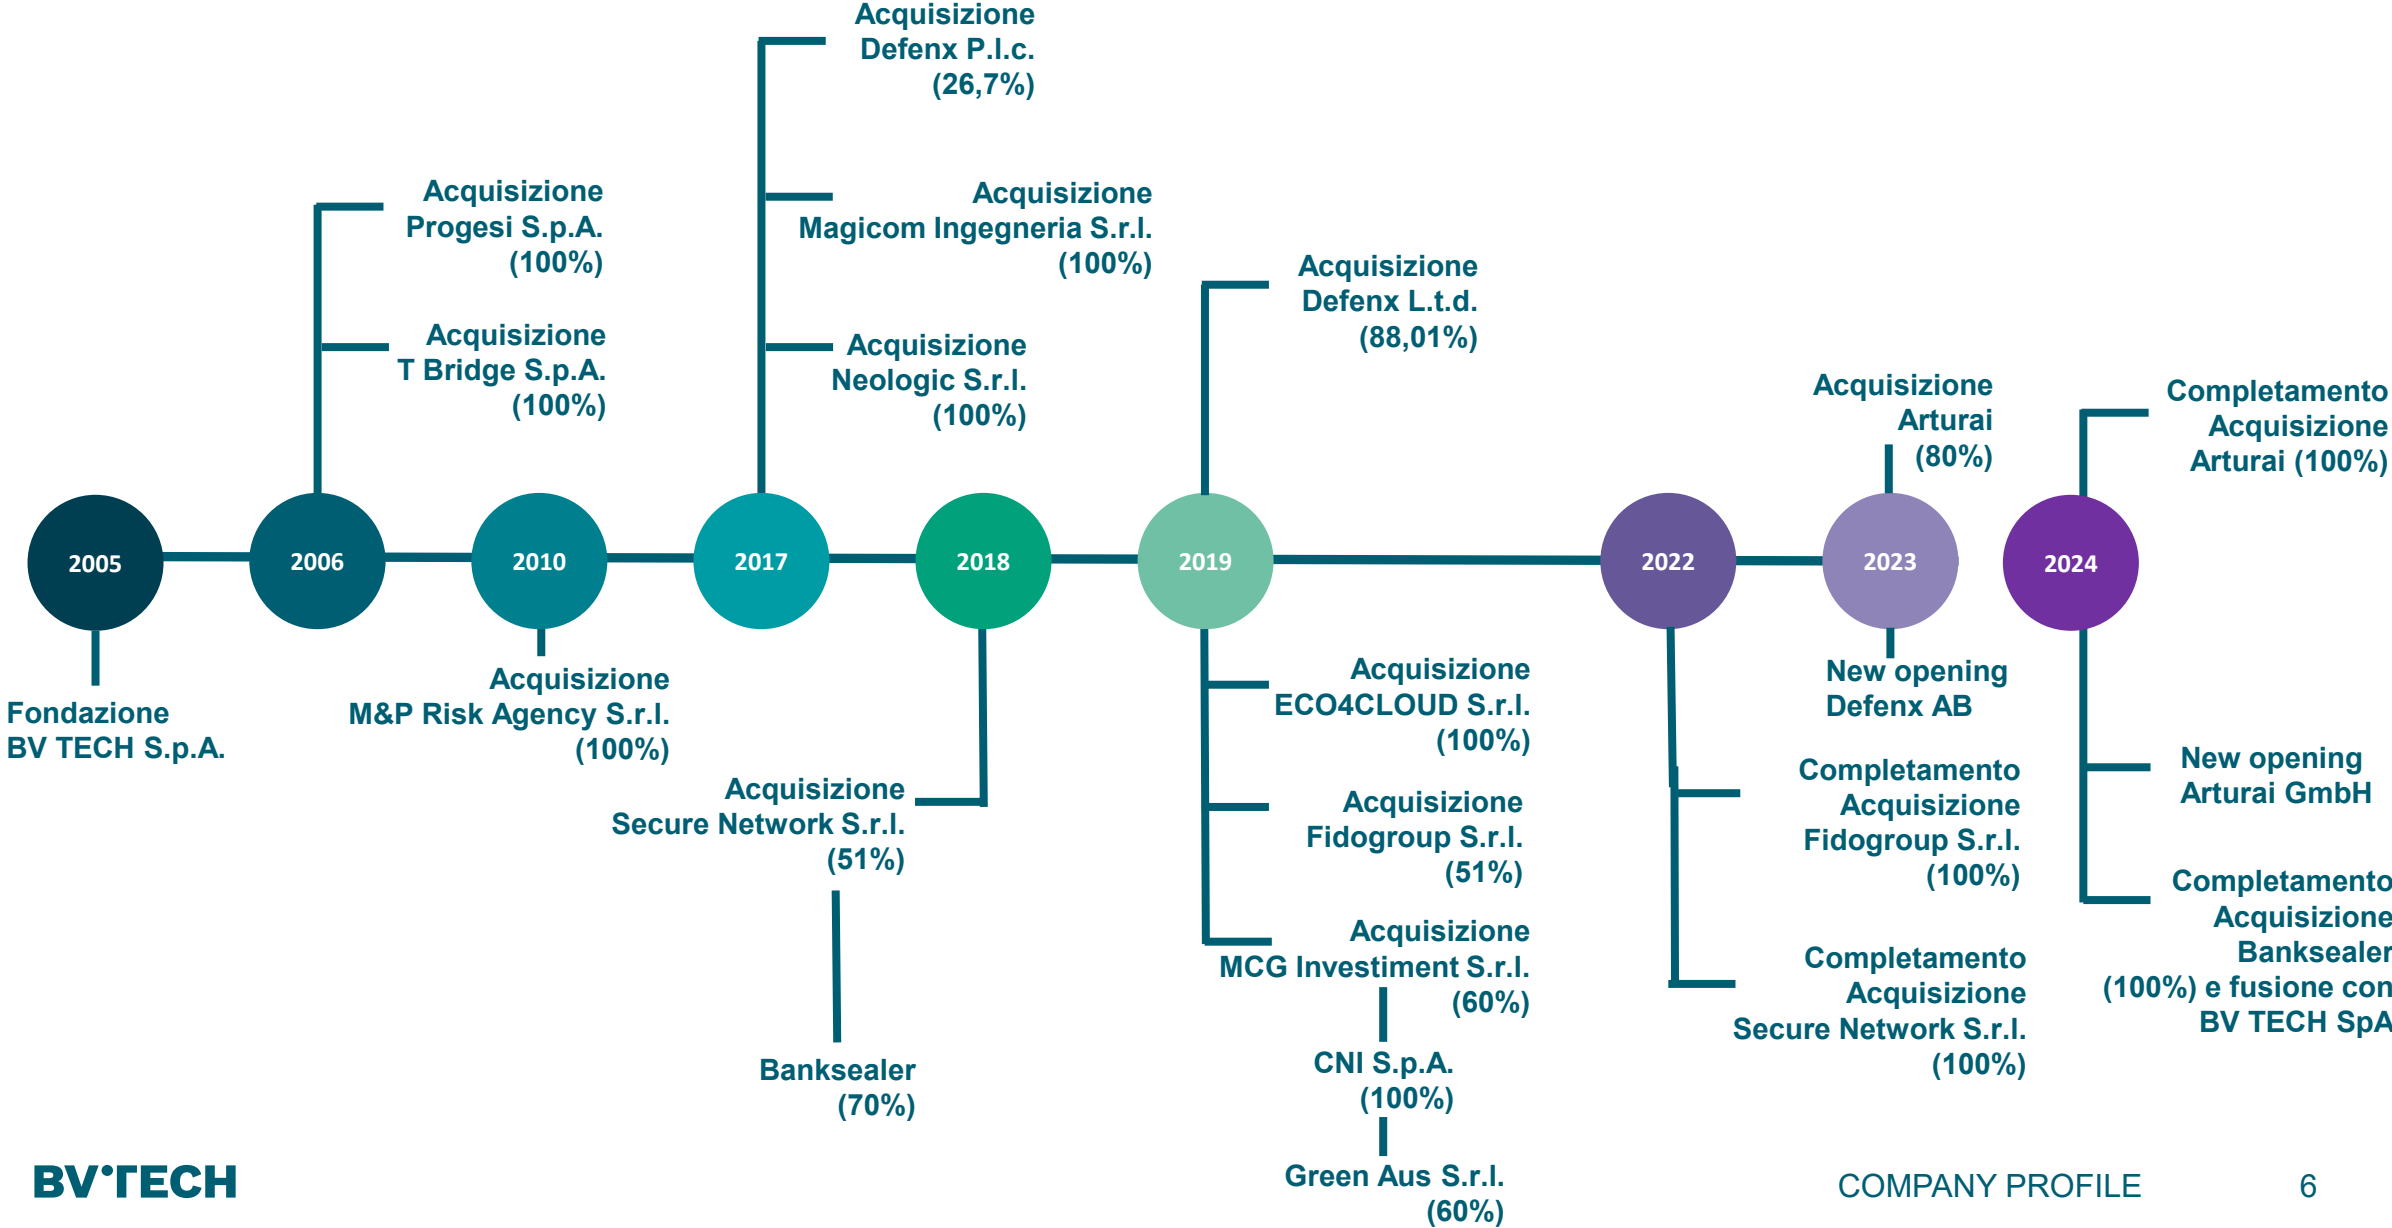 Acquisizione
Defenx P.l.c.
(26,7%)
Acquisizione
Progesi S.p.A.
(100%)
Acquisizione
Magicom Ingegneria S.r.l.
(100%)
Acquisizione
Defenx L.t.d.
(88,01%)
Acquisizione
T Bridge S.p.A.
(100%)
Acquisizione
Neologic S.r.l.
(100%)
Acquisizione
Arturai
(80%)
Completamento
Acquisizione
Arturai (100%)
2005
2006
2010
2017
2018
2019
2022
2023
2024
Fondazione
BV TECH S.p.A.
Acquisizione
M&P Risk Agency S.r.l.
(100%)
Acquisizione
Secure Network S.r.l.
(51%)
Banksealer
(70%)
Acquisizione
ECO4CLOUD S.r.l.
(100%)
Acquisizione
Fidogroup S.r.l.
(51%)
Acquisizione
MCG Investiment S.r.l.
(60%)
CNI S.p.A.
(100%)
Green Aus S.r.l.
(60%)
New opening
Defenx AB
Completamento
Acquisizione
Fidogroup S.r.l.
(100%)
Completamento
Acquisizione
Secure Network S.r.l.
(100%)
New opening
Arturai GmbH
Completamento
Acquisizione
Banksealer
(100%) e fusione con
BV TECH SpA
BV TECH
COMPANY PROFILE
6